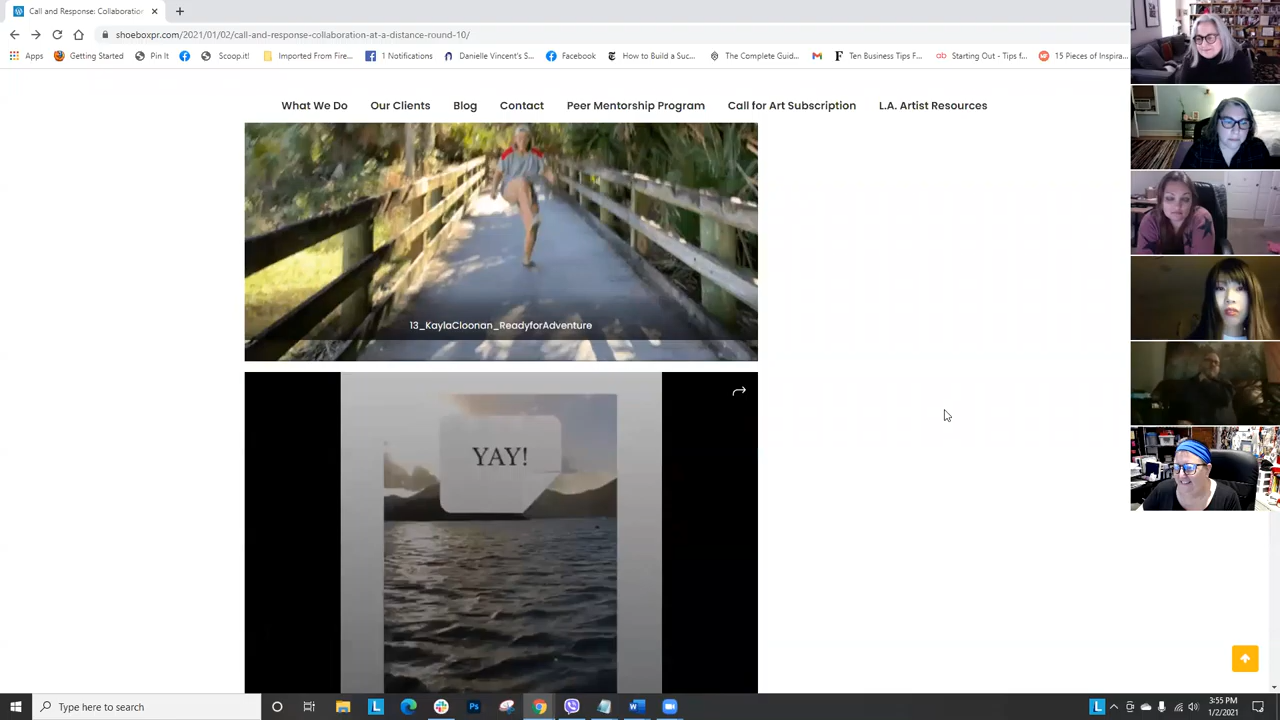 Call and Response: Collaboration
shoeboxpr.com/2021/01/02/call-and-response-collaboration-at-a-distance-round-10/
Apps Getting Started Pin It Scoop.it! Imported From Fire... 1 Notifications Danielle Vincent's S... Facebook How to Build a Suc... The Complete Guid... Ten Business Tips F... Starting Out - Tips f... 15 Pieces of Inspira...
What We Do Our Clients Blog Contact Peer Mentorship Program Call for Art Subscription L.A. Artist Resources
13_KaylaCloonan_ReadyforAdventure
YAY!
Type here to search
3:55 PM
1/2/2021